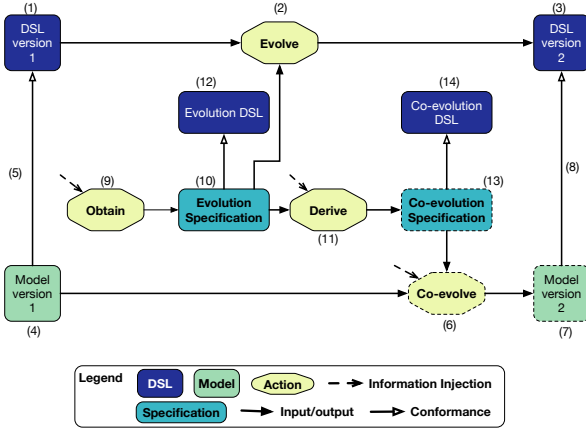 (1)
(2)
(3)
DSL
version
1
Evolve
DSL
version
2
(12)
(14)
Evolution DSL
Co-evolution
DSL
(5)
(8)
(9)
(10)
(13)
Obtain
Evolution
Specification
Derive
Co-evolution
Specification
(11)
Model
version
1
Co-evolve
Model
version
2
(4)
(6)
(7)
Legend
DSL
Model
Action
Information Injection
Specification
Input/output
Conformance